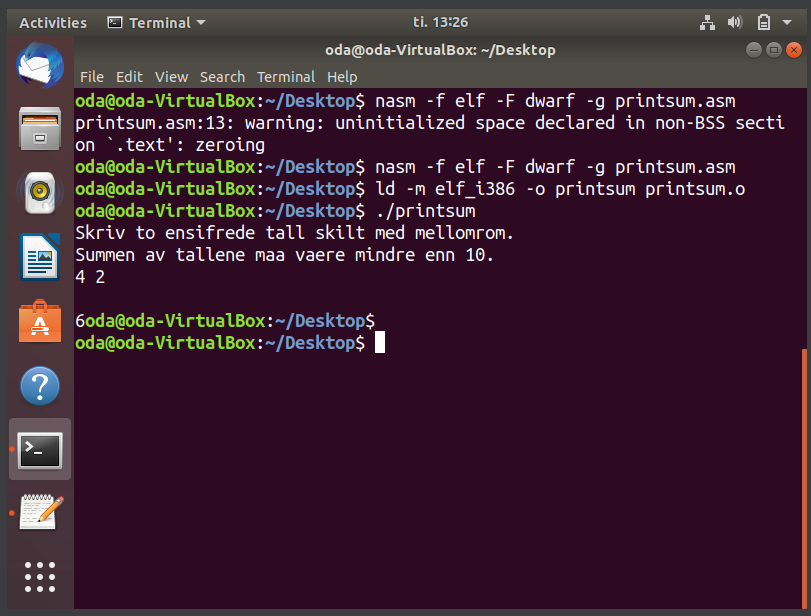 Activities Terminal ti. 13:26
oda@oda-VirtualBox: ~/Desktop
File Edit View Search Terminal Help
oda@oda-VirtualBox:~/Desktop$ nasm -f elf -F dwarf -g printsum.asm
printsum.asm:13: warning: uninitialized space declared in non-BSS secti
on `.text': zeroing
oda@oda-VirtualBox:~/Desktop$ nasm -f elf -F dwarf -g printsum.asm
oda@oda-VirtualBox:~/Desktop$ ld -m elf_i386 -o printsum printsum.o
oda@oda-VirtualBox:~/Desktop$ ./printsum
Skriv to ensifrede tall skilt med mellomrom.
Summen av tallene maa vaere mindre enn 10.
4 2
6oda@oda-VirtualBox:~/Desktop$
oda@oda-VirtualBox:~/Desktop$